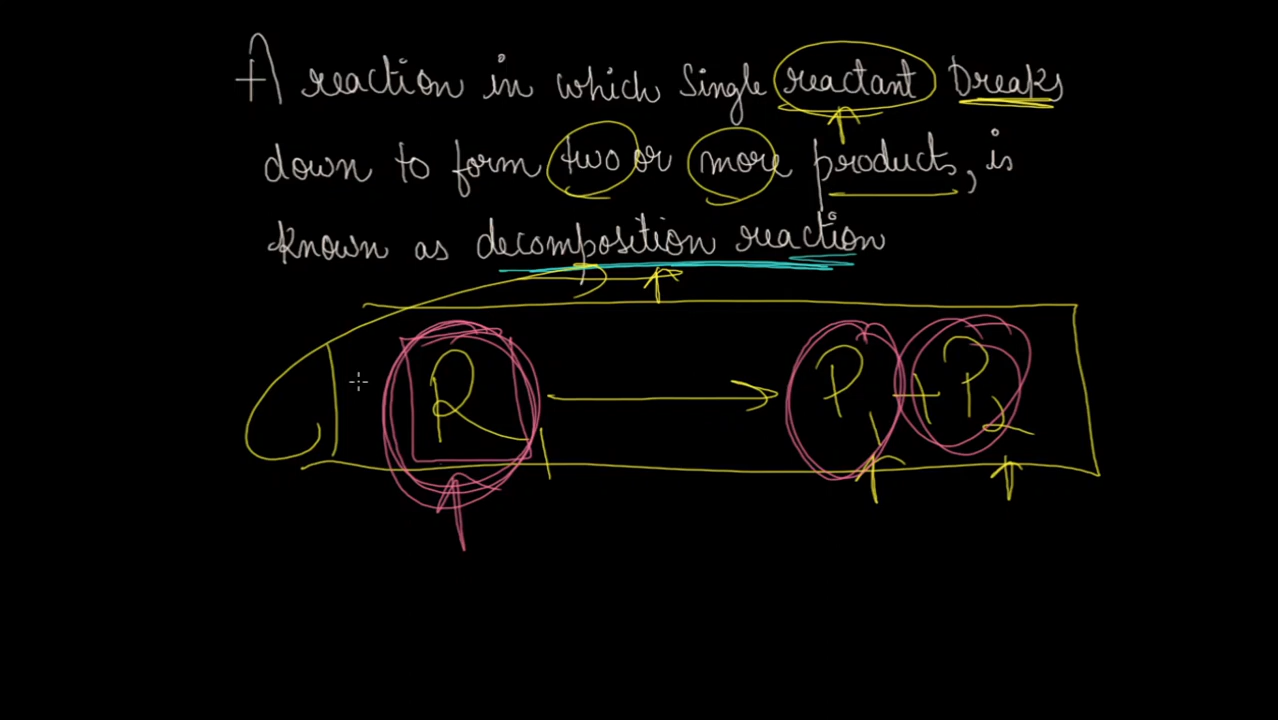 A reaction in which Single reactant Breaks
down to form two or more products, is
known as decomposition reaction
R → P₁ + P₂